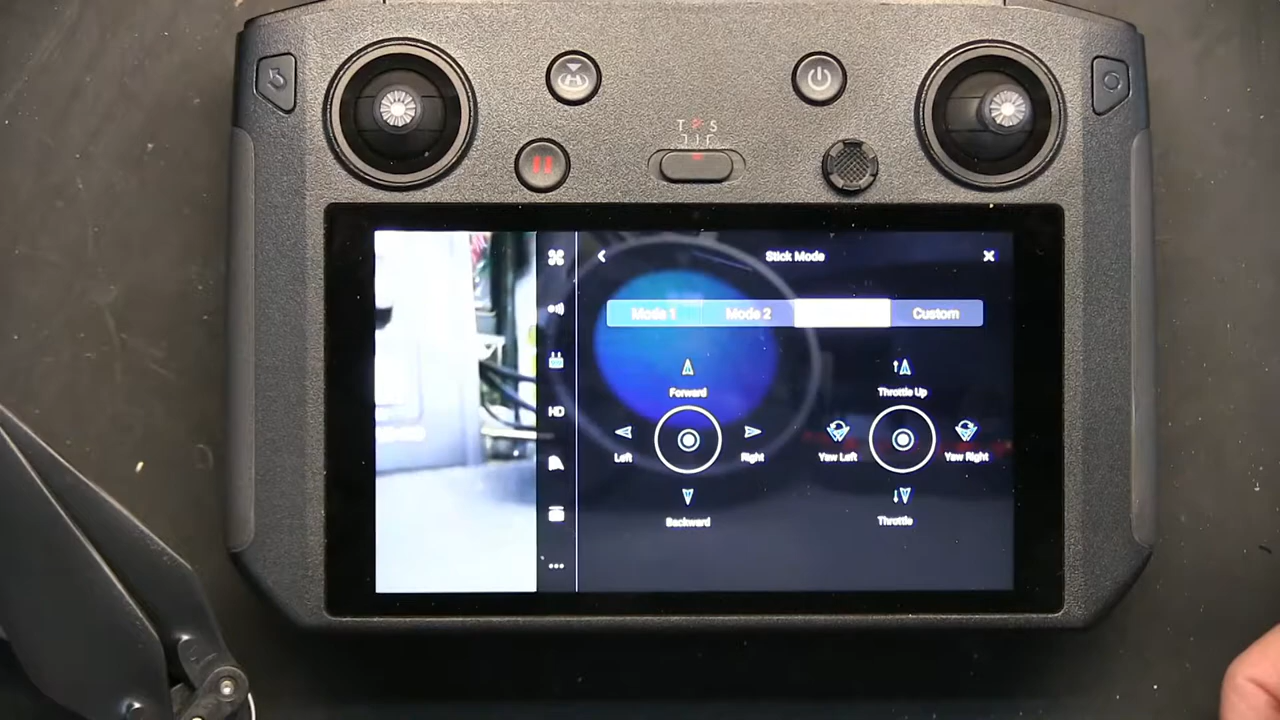 T P S
Stick Mode
Mode 1 Mode 2 Custom
Forward Throttle Up
HD
Left Right Yaw Left Yaw Right
Backward Throttle